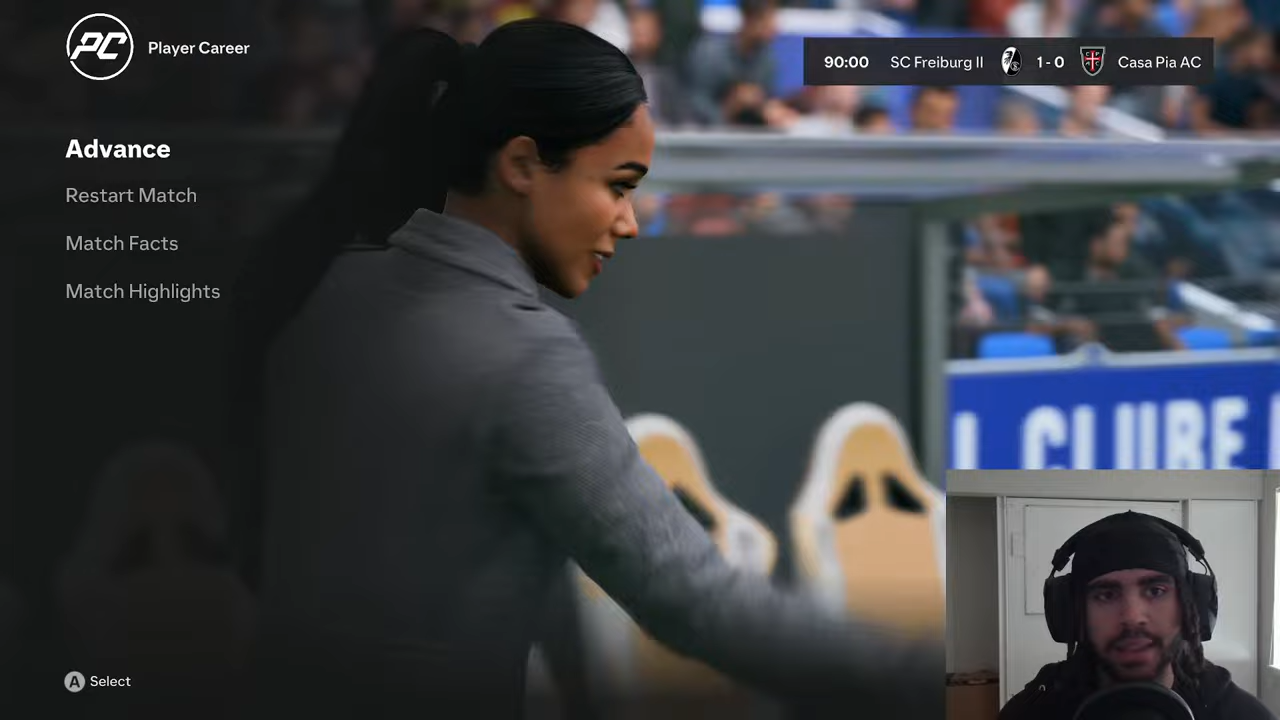 PC Player Career
90:00 SC Freiburg II 1 - 0 Casa Pia AC
Advance
Restart Match
Match Facts
Match Highlights
CLUBE
A Select